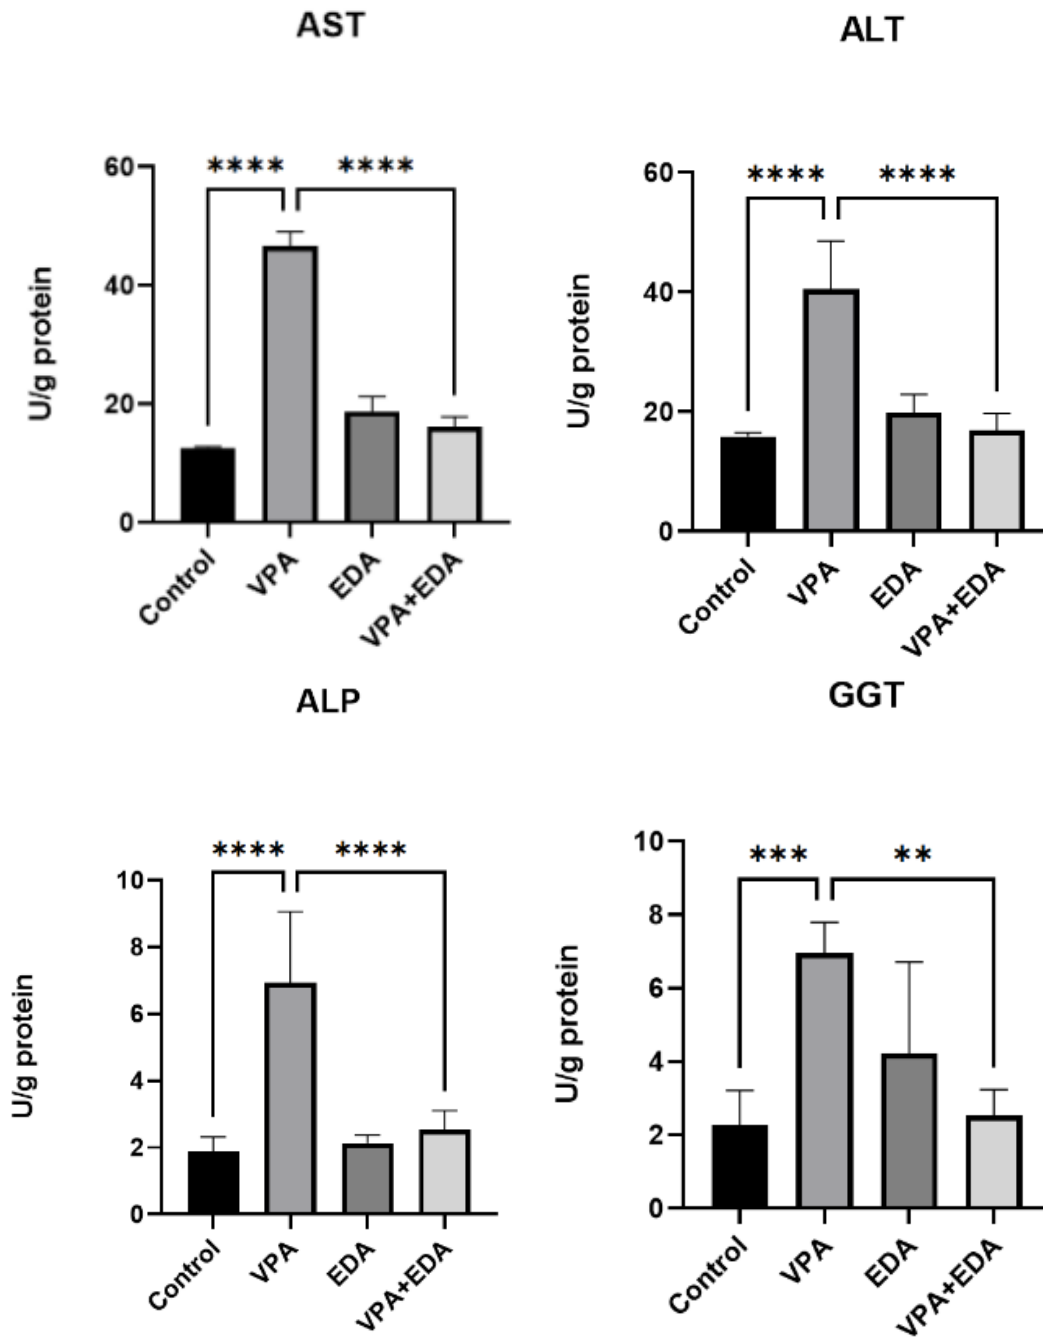 AST
**** ****
60
40
20
0
U/g protein
Control VPA EDA VPA+EDA
ALT
**** ****
60
40
20
0
U/g protein
Control VPA EDA VPA+EDA
ALP
**** ****
10
8
6
4
2
0
U/g protein
Control VPA EDA VPA+EDA
GGT
*** **
10
8
6
4
2
0
U/g protein
Control VPA EDA VPA+EDA